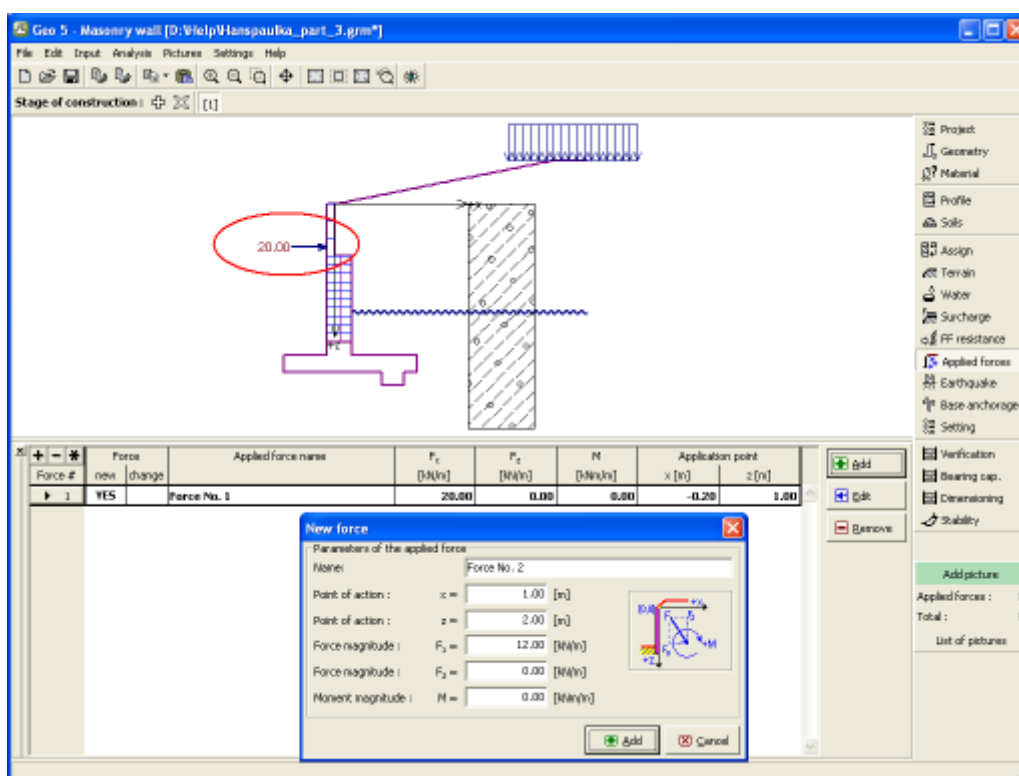 Geo 5 - Masonry wall [D:\Help\Hanspaulka_part_3.grm*]
File Edit Input Analysis Pictures Settings Help
Stage of construction : [1]
Project
Geometry
Material
Profile
Soils
Assign
Terrain
Water
Surcharge
FF resistance
Applied forces
Earthquake
Base anchorage
Setting
Verification
Bearing cap.
Dimensioning
Stability
+x
20.00
+z
Force # Force new change Applied force name Fx [kN/m] Fz [kN/m] M [kNm/m] Application point x [m] z [m]
1 YES Force No. 1 20.00 0.00 0.00 -0.20 1.00
Add
Edit
Remove
New force
Parameters of the applied force
Name: Force No. 2
Point of action : x = 1.00 [m]
Point of action : z = 2.00 [m]
Force magnitude : Fx = 12.00 [kN/m]
Force magnitude : Fz = 0.00 [kN/m]
Moment magnitude : M = 0.00 [kNm/m]
[0,0] +x
+M
+z
Add Cancel
Add picture
Applied forces :
Total :
List of pictures